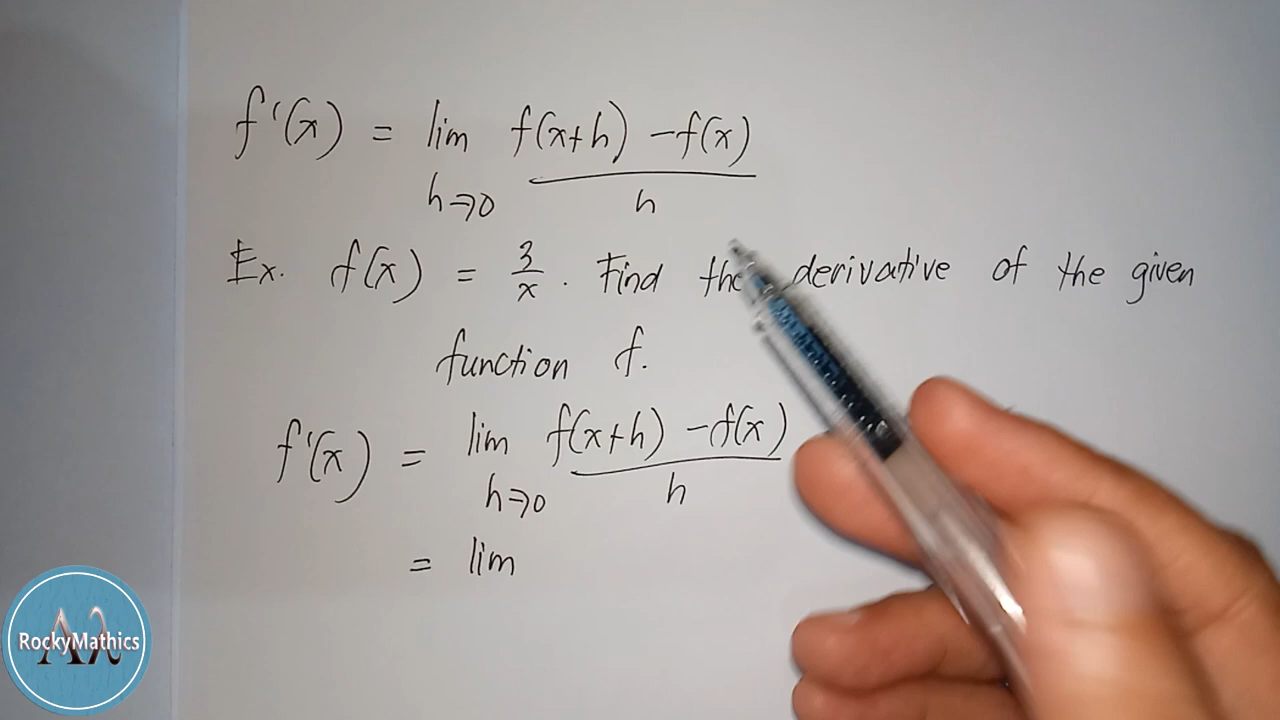 f'(x) = lim h→0 f(x+h) - f(x) / h
Ex. f(x) = 3/x . Find the derivative of the given
function f.
f'(x) = lim h→0 f(x+h) - f(x) / h
= lim
RockyMathics